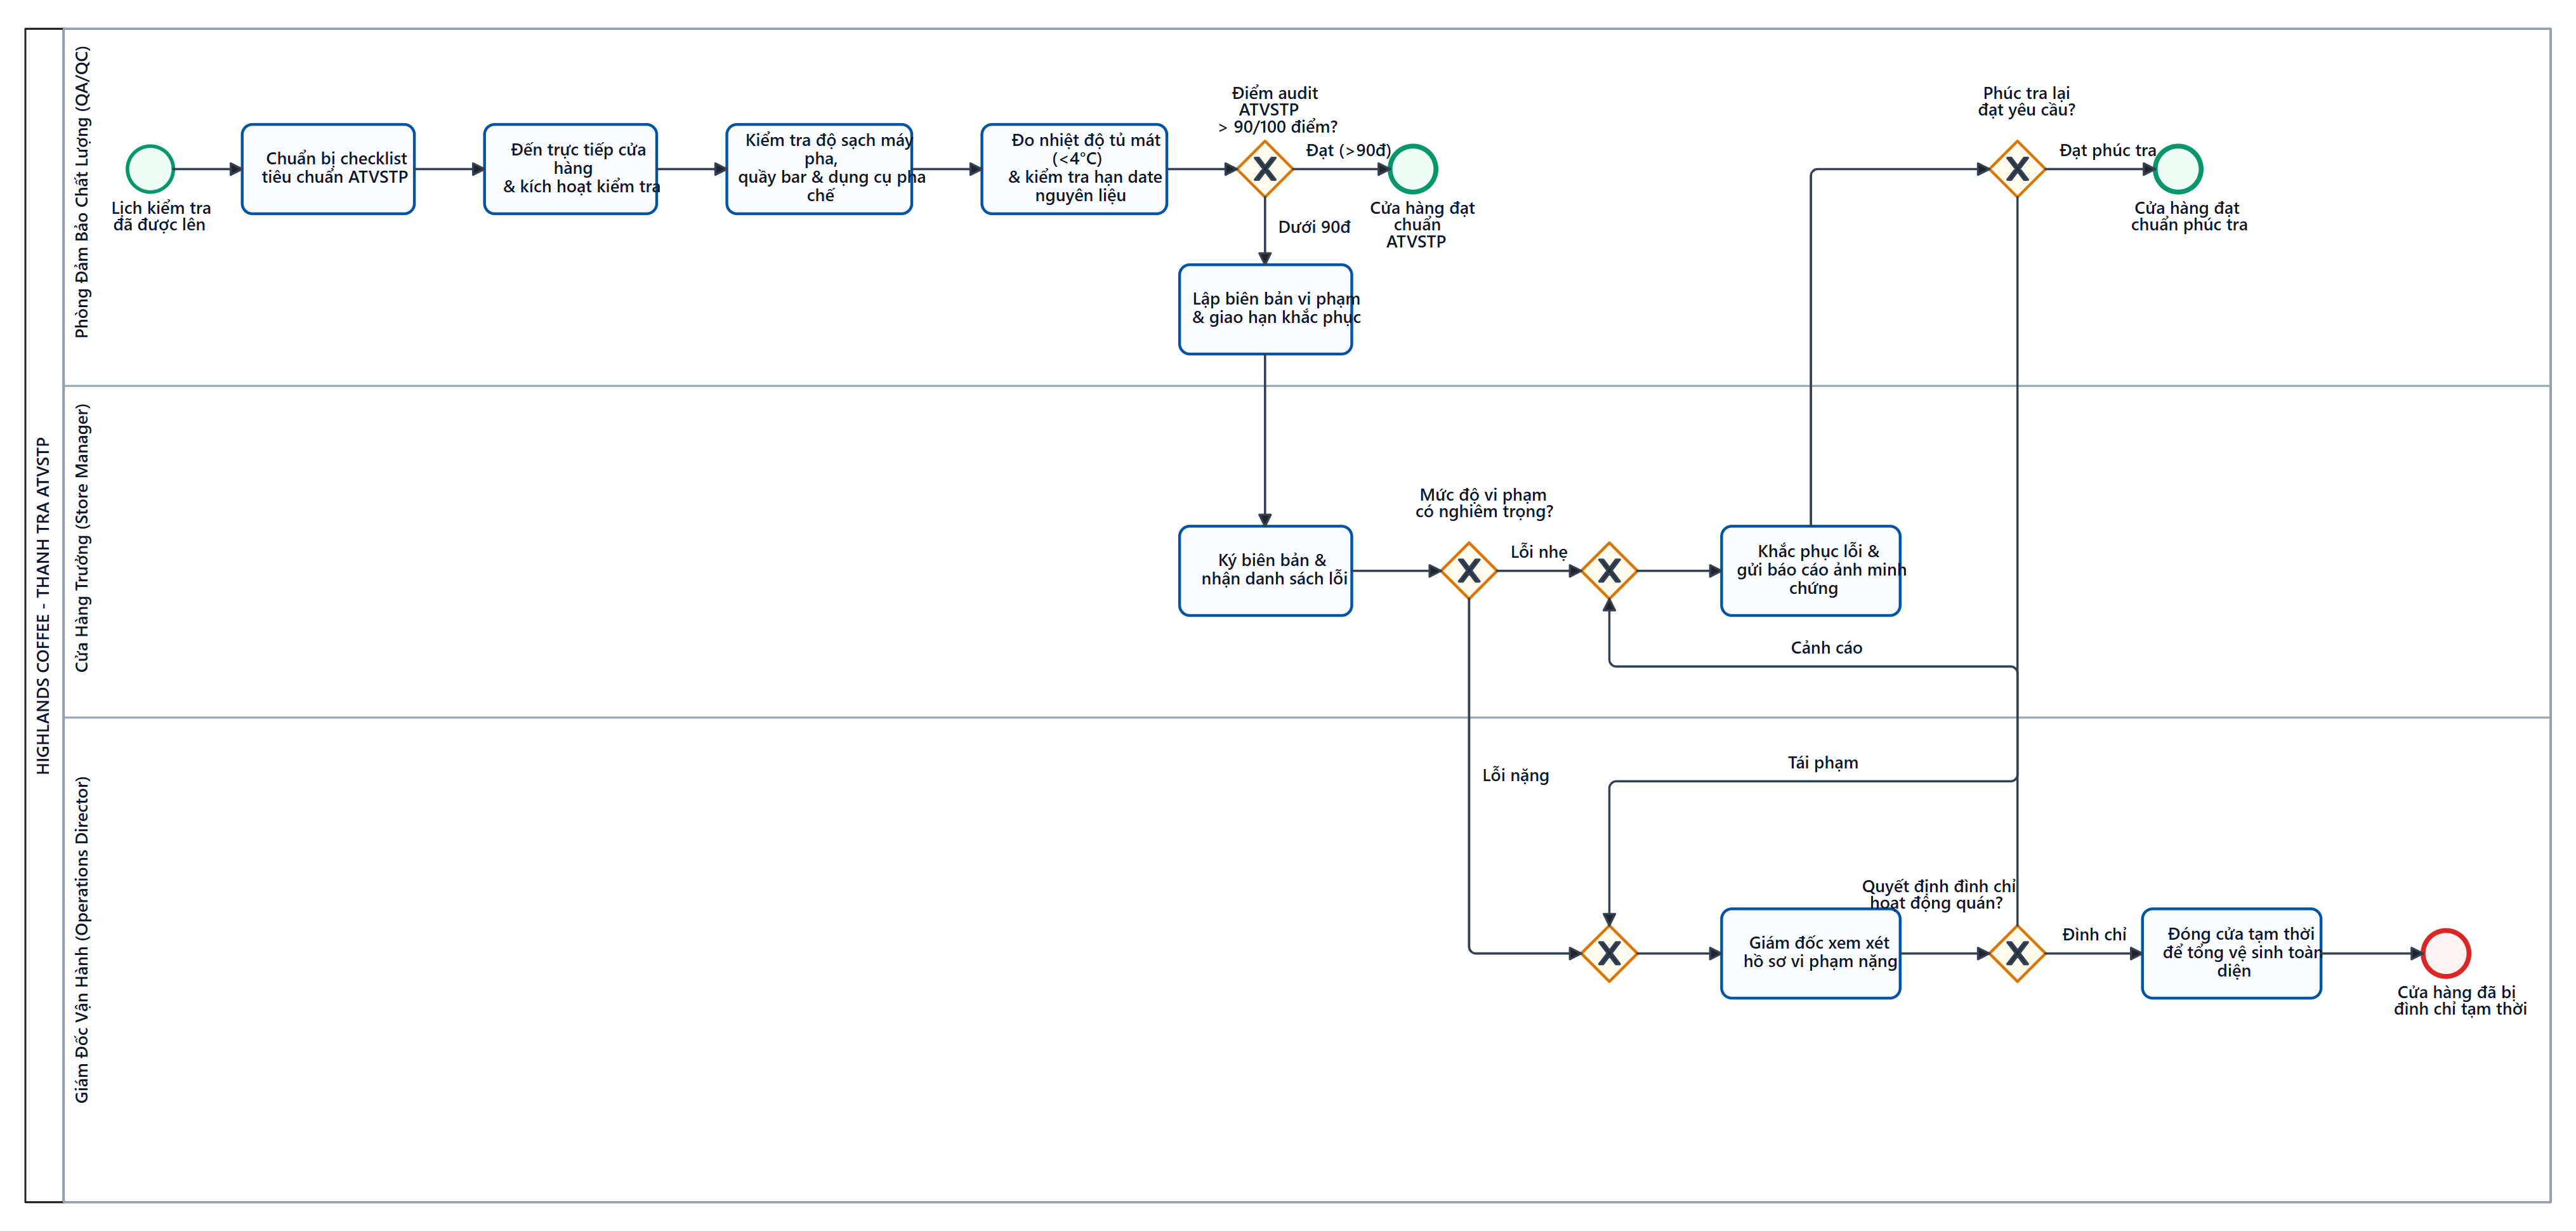 HIGHLANDS COFFEE - THANH TRA ATVSTP
Phòng Đảm Bảo Chất Lượng (QA/QC)
Lịch kiểm tra
đã được lên
Chuẩn bị checklist
tiêu chuẩn ATVSTP
Đến trực tiếp cửa
hàng
& kích hoạt kiểm tra
Kiểm tra độ sạch máy
pha,
quầy bar & dụng cụ pha
chế
Đo nhiệt độ tủ mát
(<4°C)
& kiểm tra hạn date
nguyên liệu
Điểm audit
ATVSTP
> 90/100 điểm?
Đạt (>90đ)
Cửa hàng đạt
chuẩn
ATVSTP
Dưới 90đ
Lập biên bản vi phạm
& giao hạn khắc phục
Phúc tra lại
đạt yêu cầu?
Đạt phúc tra
Cửa hàng đạt
chuẩn phúc tra
Cửa Hàng Trưởng (Store Manager)
Ký biên bản &
nhận danh sách lỗi
Mức độ vi phạm
có nghiêm trọng?
Lỗi nhẹ
Khắc phục lỗi &
gửi báo cáo ảnh minh
chứng
Cảnh cáo
Giám Đốc Vận Hành (Operations Director)
Tái phạm
Lỗi nặng
Giám đốc xem xét
hồ sơ vi phạm nặng
Quyết định đình chỉ
hoạt động quán?
Đình chỉ
Đóng cửa tạm thời
để tổng vệ sinh toàn
diện
Cửa hàng đã bị
đình chỉ tạm thời